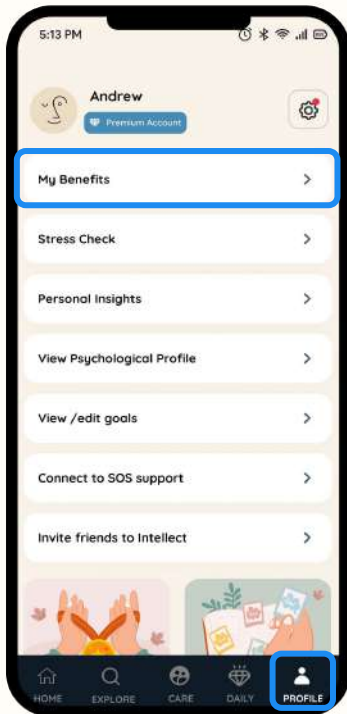 5:13 PM
Andrew
Premium Account
My Benefits
Stress Check
Personal Insights
View Psychological Profile
View /edit goals
Connect to SOS support
Invite friends to Intellect
HOME EXPLORE CARE DAILY PROFILE